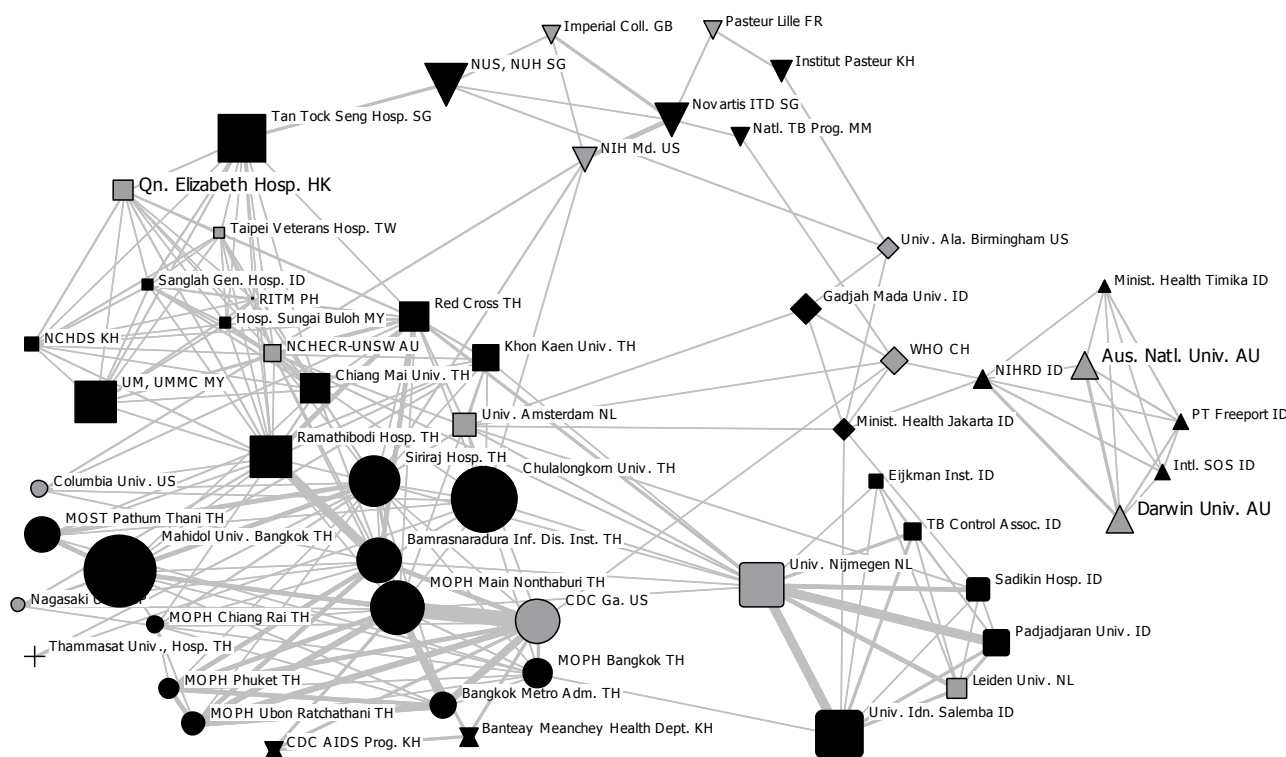 Imperial Coll. GB
Pasteur Lille FR
NUS, NUH SG
Institut Pasteur KH
Novartis ITD SG
Tan Tock Seng Hosp. SG
Natl. TB Prog. MM
NIH Md. US
Qn. Elizabeth Hosp. HK
Taipei Veterans Hosp. TW
Univ. Ala. Birmingham US
Sanglah Gen. Hosp. ID
Minist. Health Timika ID
RITM PH
Gadjah Mada Univ. ID
Red Cross TH
Hosp. Sungai Buloh MY
NCHDS KH
NCHECR-UNSW AU
Khon Kaen Univ. TH
WHO CH
Aus. Natl. Univ. AU
NIHRD ID
UM, UMMC MY
Chiang Mai Univ. TH
Univ. Amsterdam NL
PT Freeport ID
Minist. Health Jakarta ID
Ramathibodi Hosp. TH
Siriraj Hosp. TH
Chulalongkorn Univ. TH
Intl. SOS ID
Eijkman Inst. ID
Columbia Univ. US
Darwin Univ. AU
MOST Pathum Thani TH
TB Control Assoc. ID
Mahidol Univ. Bangkok TH
Bamrasnaradura Inf. Dis. Inst. TH
Univ. Nijmegen NL
MOPH Main Nonthaburi TH
Sadikin Hosp. ID
Nagasaki
CDC Ga. US
MOPH Chiang Rai TH
Padjadjaran Univ. ID
Thammasat Univ., Hosp. TH
MOPH Bangkok TH
MOPH Phuket TH
Leiden Univ. NL
Bangkok Metro Adm. TH
MOPH Ubon Ratchathani TH
Univ. Idn. Salemba ID
Banteay Meanchey Health Dept. KH
CDC AIDS Prog. KH